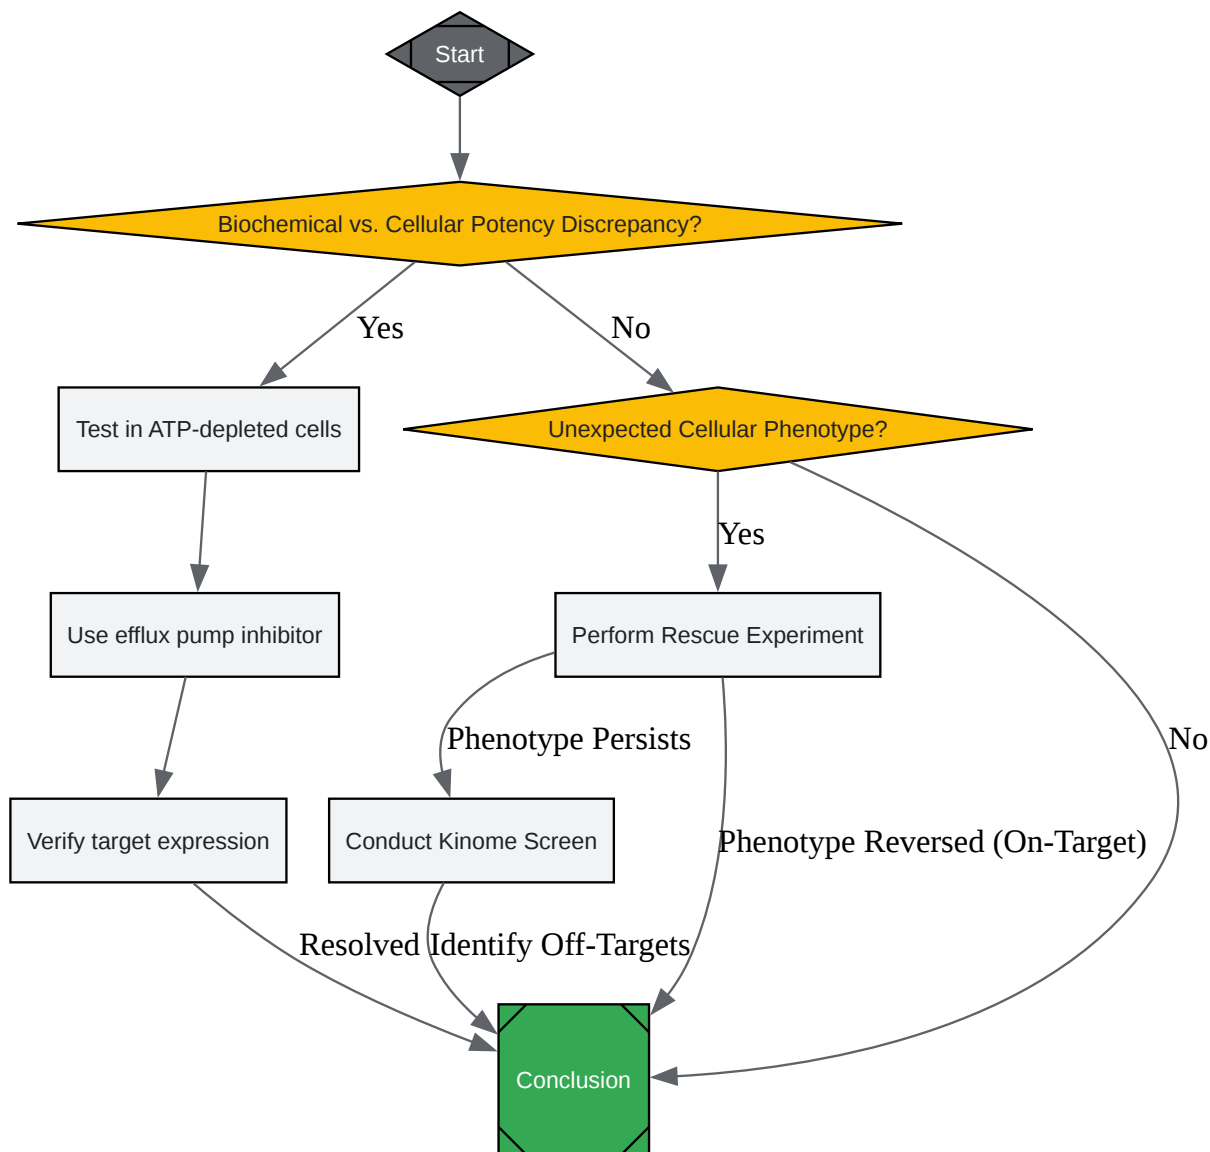 Start
Biochemical vs. Cellular Potency Discrepancy?
Yes
No
Test in ATP-depleted cells
Unexpected Cellular Phenotype?
Yes
Use efflux pump inhibitor
Perform Rescue Experiment
Phenotype Persists
No
Verify target expression
Conduct Kinome Screen
Phenotype Reversed (On-Target)
Resolved
Identify Off-Targets
Conclusion